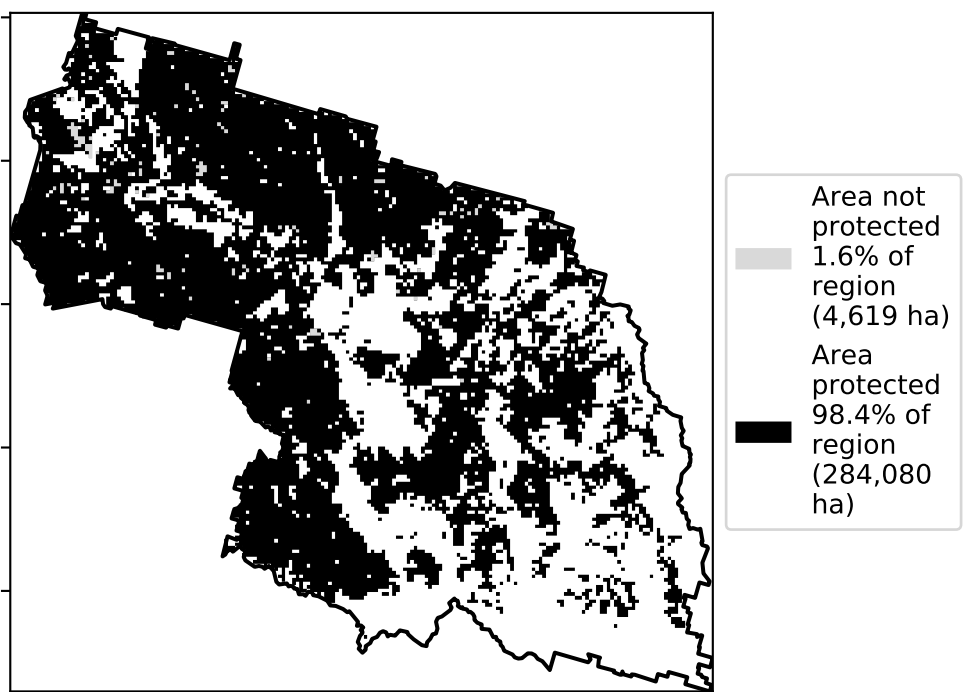 Area not
protected
1.6% of
region
(4,619 ha)
Area
protected
98.4% of
region
(284,080
ha)